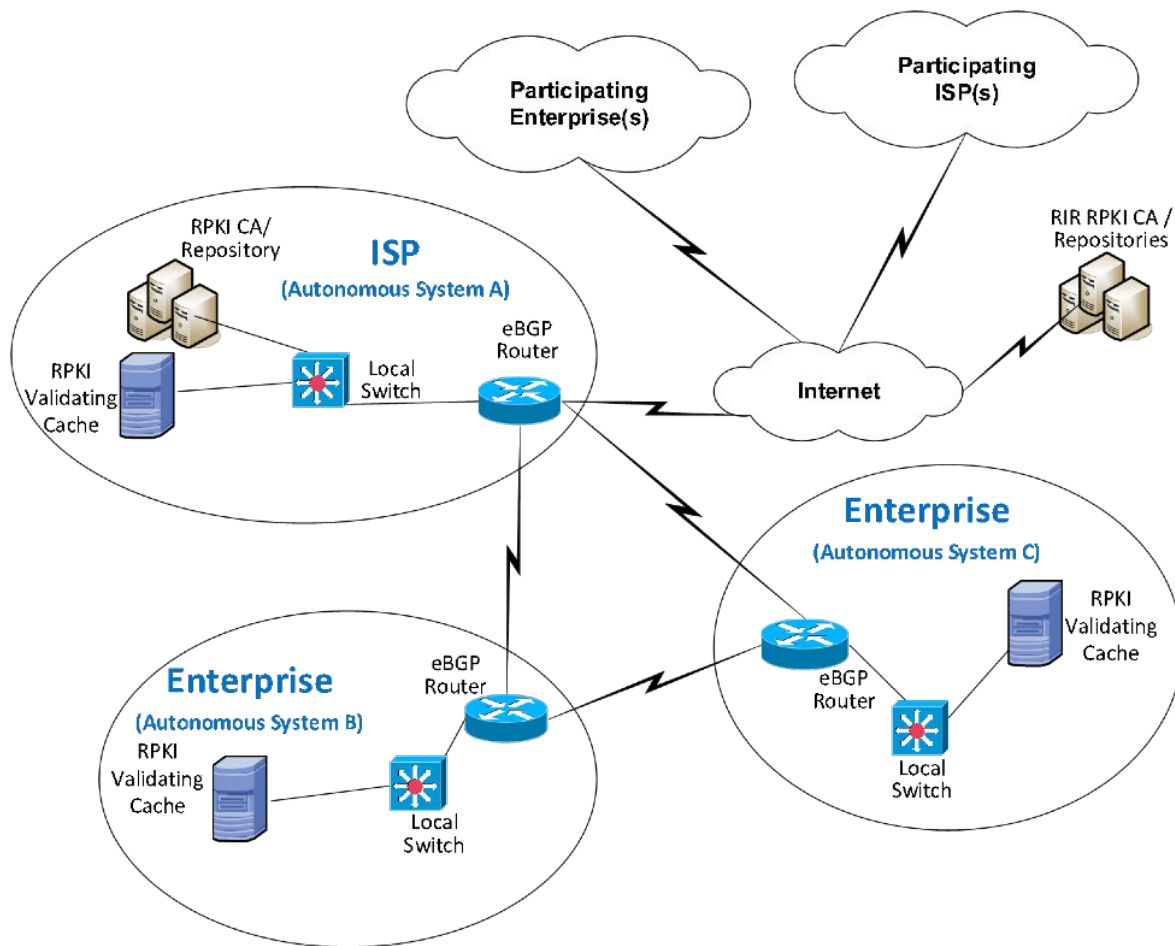 Participating
Enterprise(s)
Participating
ISP(s)
RPKI CA/
Repository
ISP
(Autonomous System A)
eBGP
Router
RPKI
Validating
Cache
Local
Switch
RIR RPKI CA /
Repositories
Internet
Enterprise
(Autonomous System C)
RPKI
Validating
Cache
eBGP
Router
Local
Switch
Enterprise
(Autonomous System B)
eBGP
Router
RPKI
Validating
Cache
Local
Switch